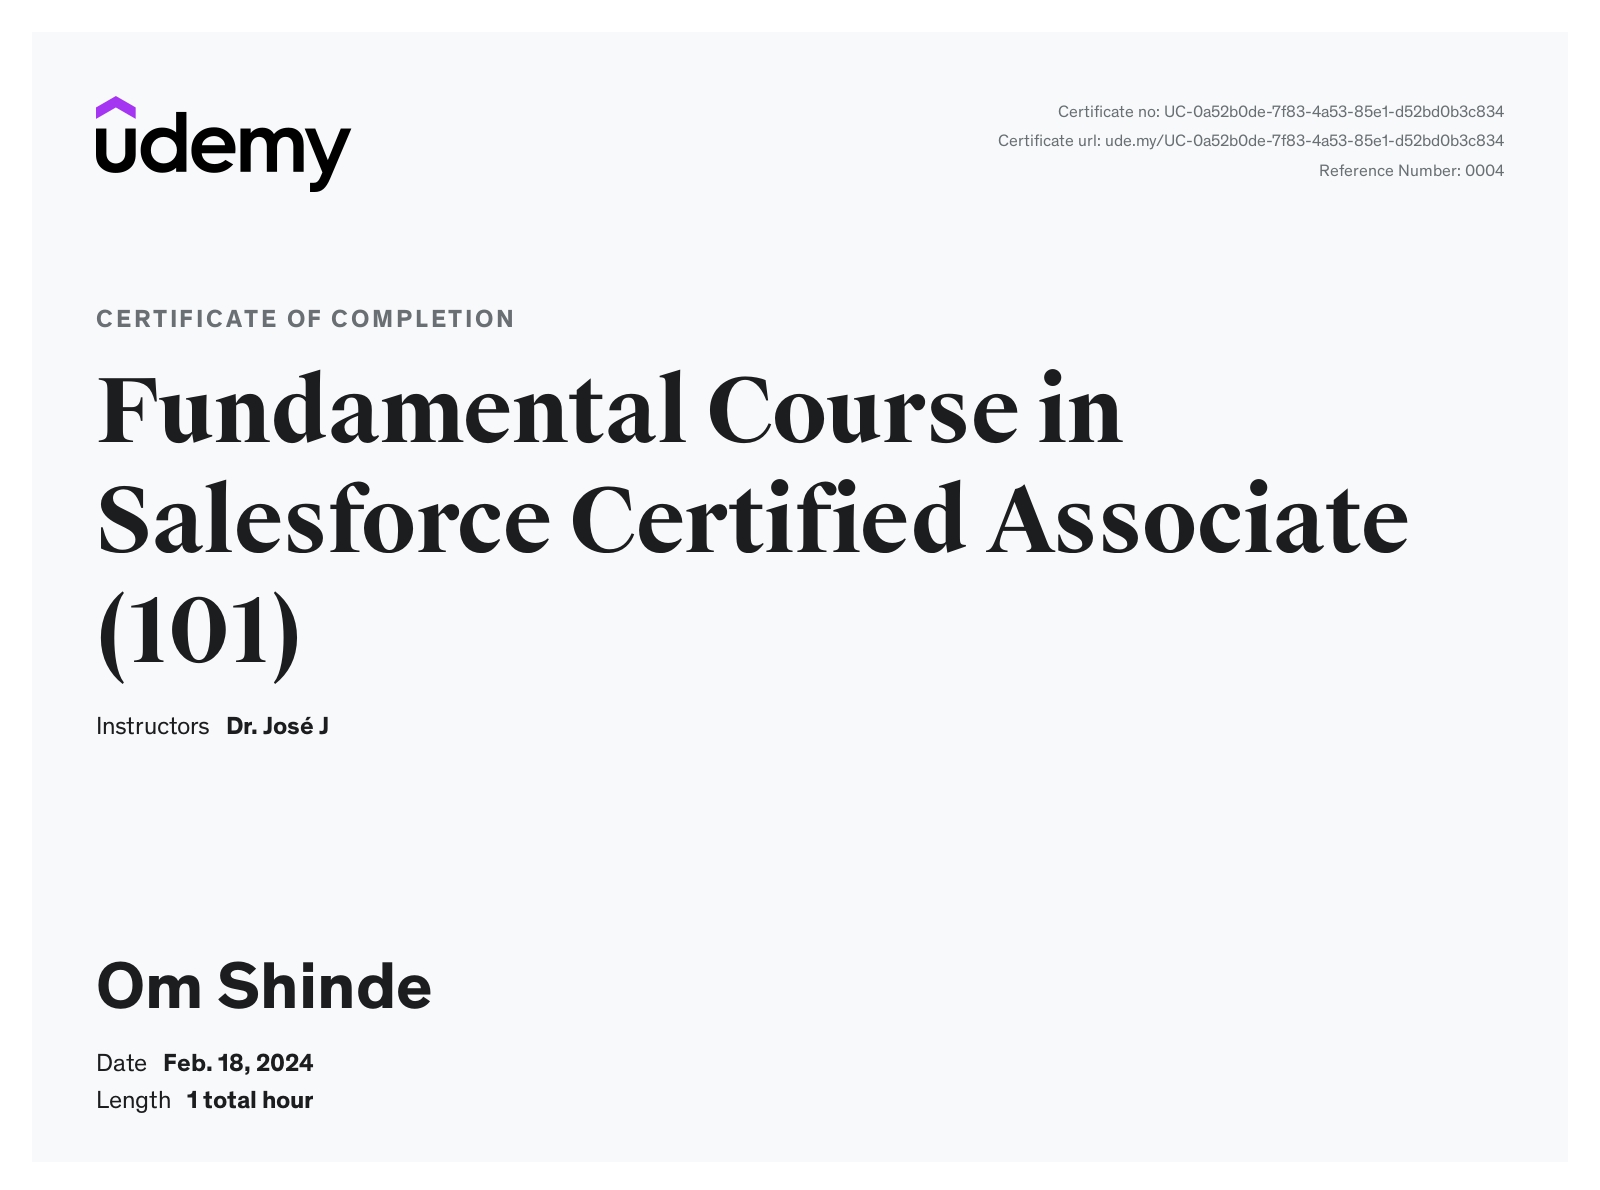 udemy
Certificate no: UC-0a52b0de-7f83-4a53-85e1-d52bd0b3c834
Certificate url: ude.my/UC-0a52b0de-7f83-4a53-85e1-d52bd0b3c834
Reference Number: 0004
CERTIFICATE OF COMPLETION
Fundamental Course in
Salesforce Certified Associate
(101)
Instructors Dr. José J
Om Shinde
Date Feb. 18, 2024
Length 1 total hour